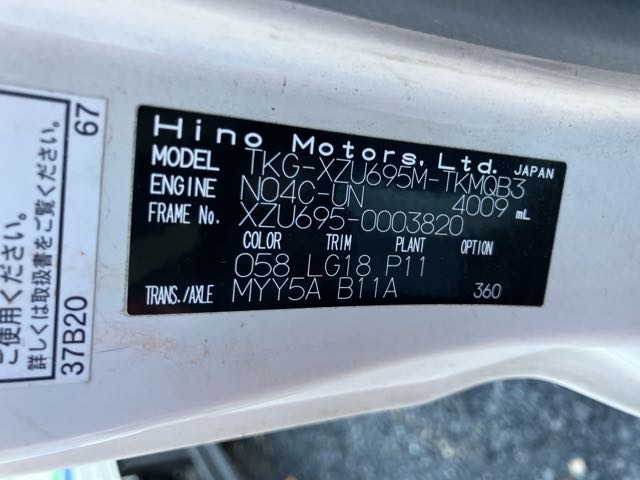 Hino Motors, Ltd. JAPAN
MODEL TKG-XZU695M-TKMQB3
ENGINE N04C-UN 4009 mL
FRAME No. XZU695-0003820
COLOR TRIM PLANT OPTION
058 LG18 P11
TRANS./AXLE MYY5A B11A 360
ご使用ください。
詳しくは取扱書をご覧ください。
37B20 67